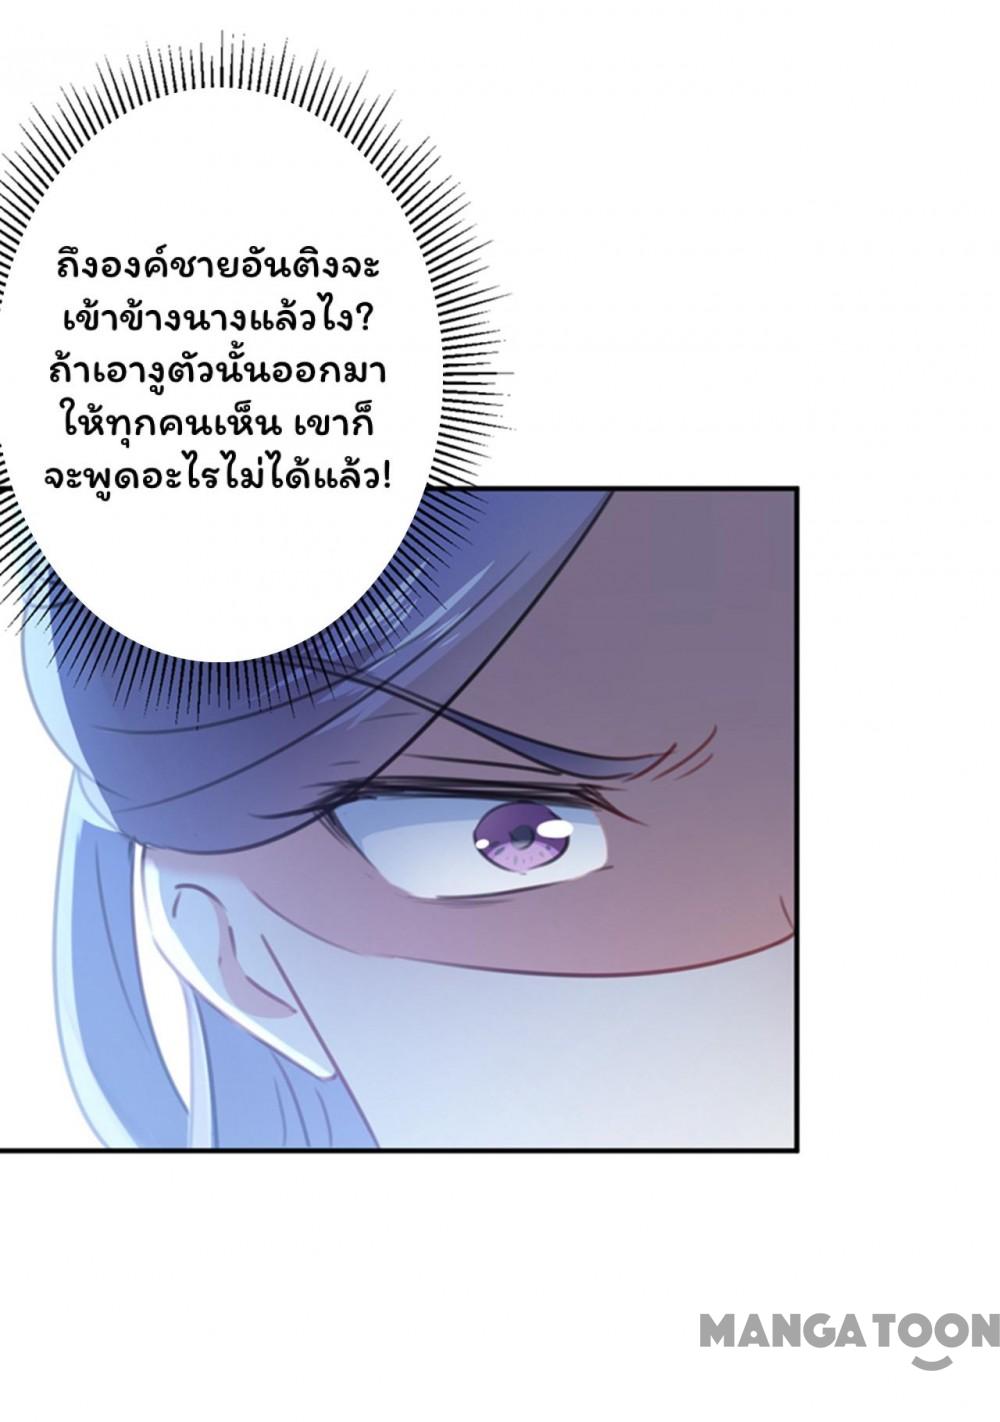 ถึงองค์ชายอันติงจะ
เข้าข้างนางแล้วไง?
ถ้าเอางูตัวนั้นออกมา
ให้ทุกคนเห็น เขาก็
จะพูดอะไรไม่ได้แล้ว!
MANGATOON